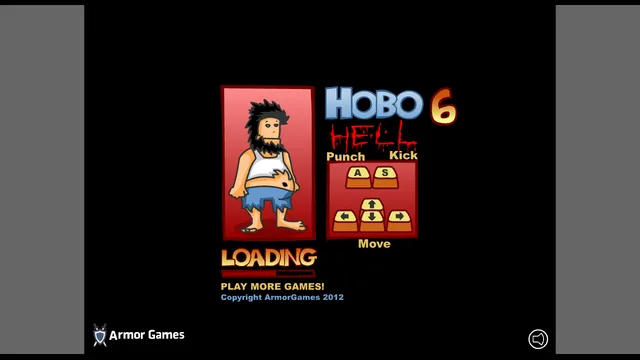 HOBO 6
HELL
Punch Kick
A S
Move
LOADING
PLAY MORE GAMES!
Copyright ArmorGames 2012
Armor Games